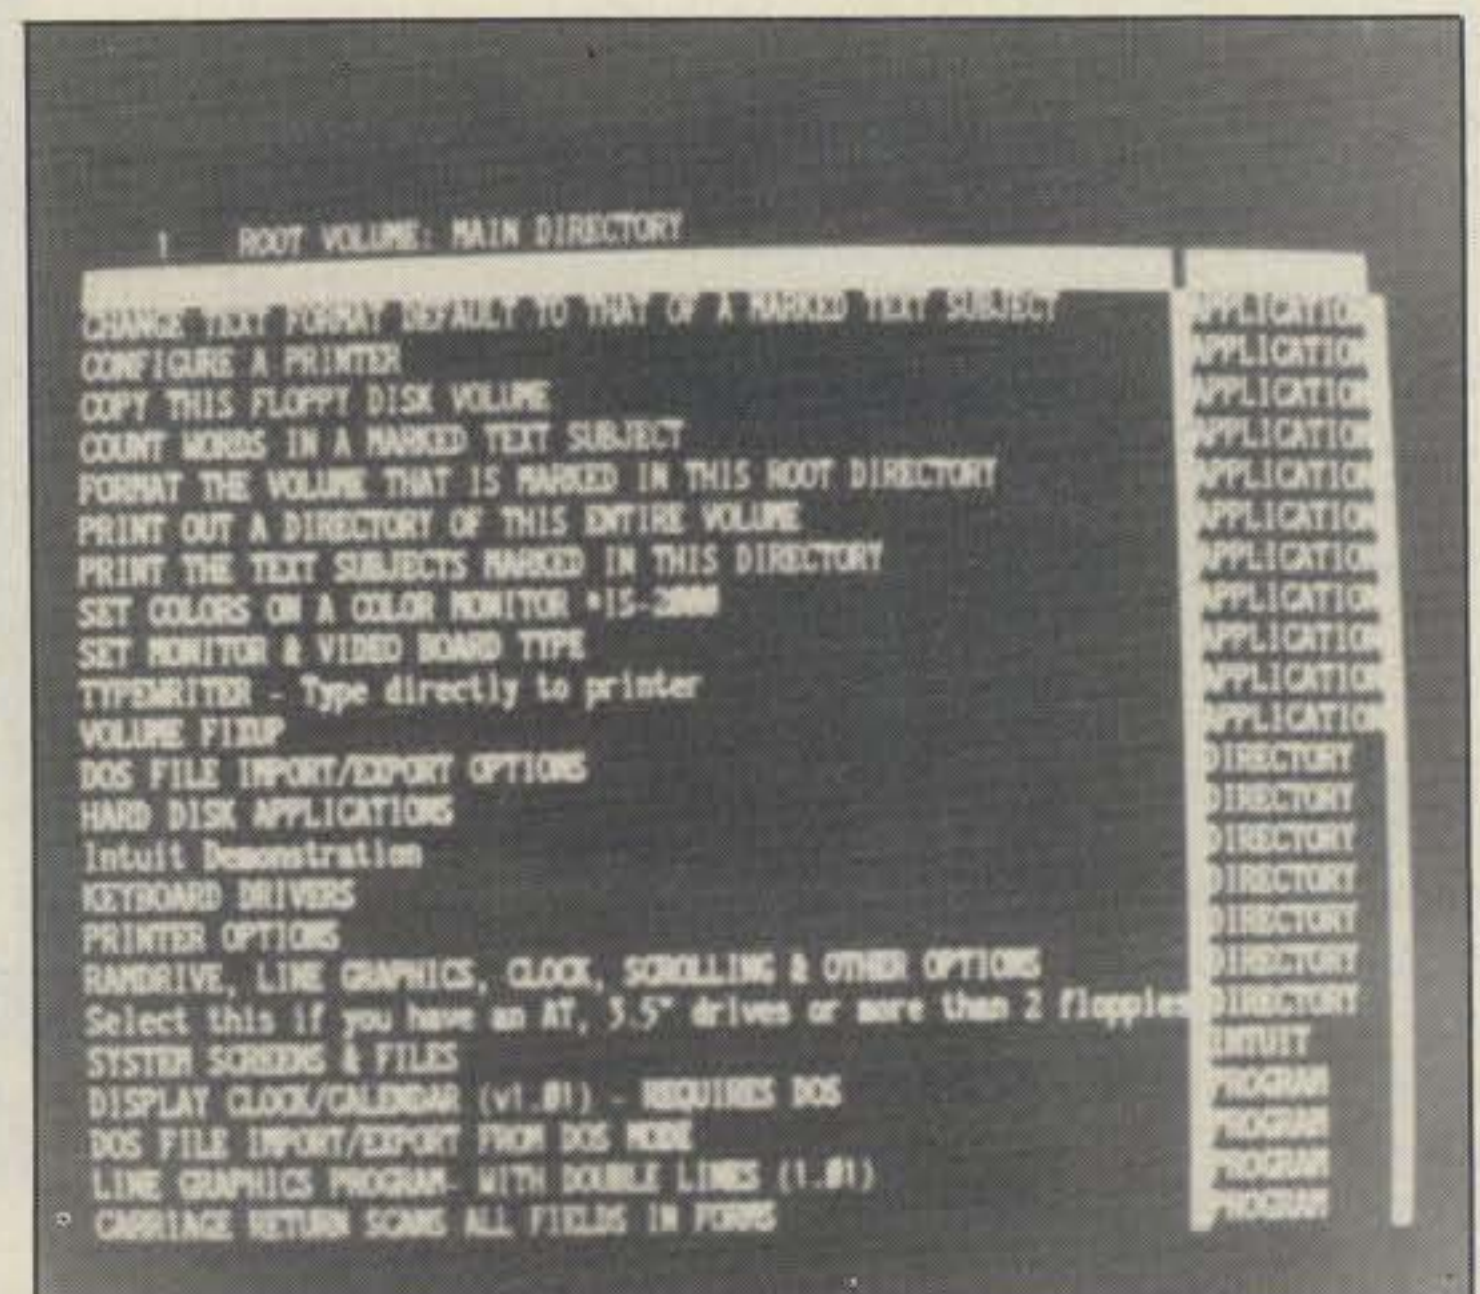 1 ROOT VOLUME: MAIN DIRECTORY
CHANGE TEXT FORMAT DEFAULT TO THAT OF A MARKED TEXT SUBJECT APPLICATION
CONFIGURE A PRINTER APPLICATION
COPY THIS FLOPPY DISK VOLUME APPLICATION
COUNT WORDS IN A MARKED TEXT SUBJECT APPLICATION
FORMAT THE VOLUME THAT IS MARKED IN THIS ROOT DIRECTORY APPLICATION
PRINT OUT A DIRECTORY OF THIS ENTIRE VOLUME APPLICATION
PRINT THE TEXT SUBJECTS MARKED IN THIS DIRECTORY APPLICATION
SET COLORS ON A COLOR MONITOR *IS-2000 APPLICATION
SET MONITOR & VIDEO BOARD TYPE APPLICATION
TYPEWRITER - Type directly to printer APPLICATION
VOLUME FIXUP APPLICATION
DOS FILE IMPORT/EXPORT OPTIONS DIRECTORY
HARD DISK APPLICATIONS DIRECTORY
Intuit Demonstration DIRECTORY
KEYBOARD DRIVERS DIRECTORY
PRINTER OPTIONS DIRECTORY
RAMDRIVE, LINE GRAPHICS, CLOCK, SCROLLING & OTHER OPTIONS DIRECTORY
Select this if you have an AT, 3.5" drives or more than 2 floppies DIRECTORY
SYSTEM SCREENS & FILES INTUIT
DISPLAY CLOCK/CALENDAR (v1.01) - REQUIRES DOS PROGRAM
DOS FILE IMPORT/EXPORT FROM DOS MODE PROGRAM
LINE GRAPHICS PROGRAM- WITH DOUBLE LINES (1.01) PROGRAM
CARRIAGE RETURN SCANS ALL FIELDS IN FORMS PROGRAM